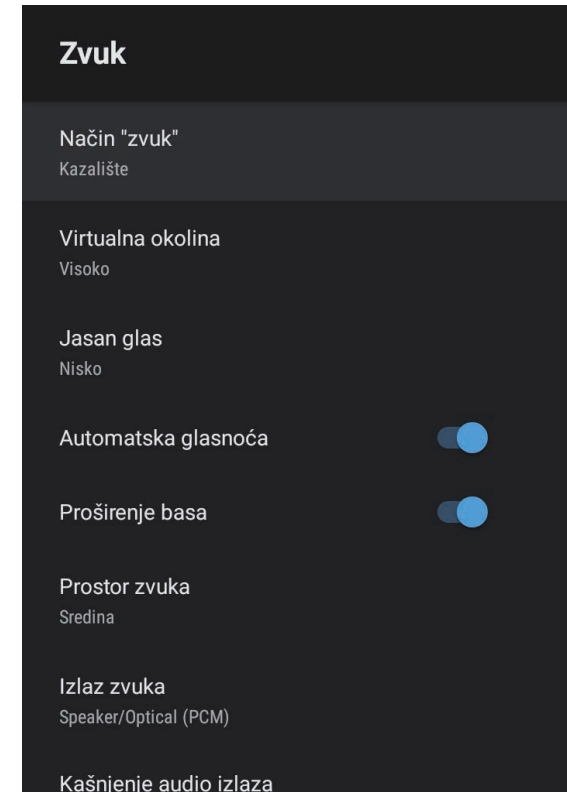 Zvuk
Način "zvuk"
Kazalište
Virtualna okolina
Visoko
Jasan glas
Nisko
Automatska glasnoća
Proširenje basa
Prostor zvuka
Sredina
Izlaz zvuka
Speaker/Optical (PCM)
Kašnjenje audio izlaza